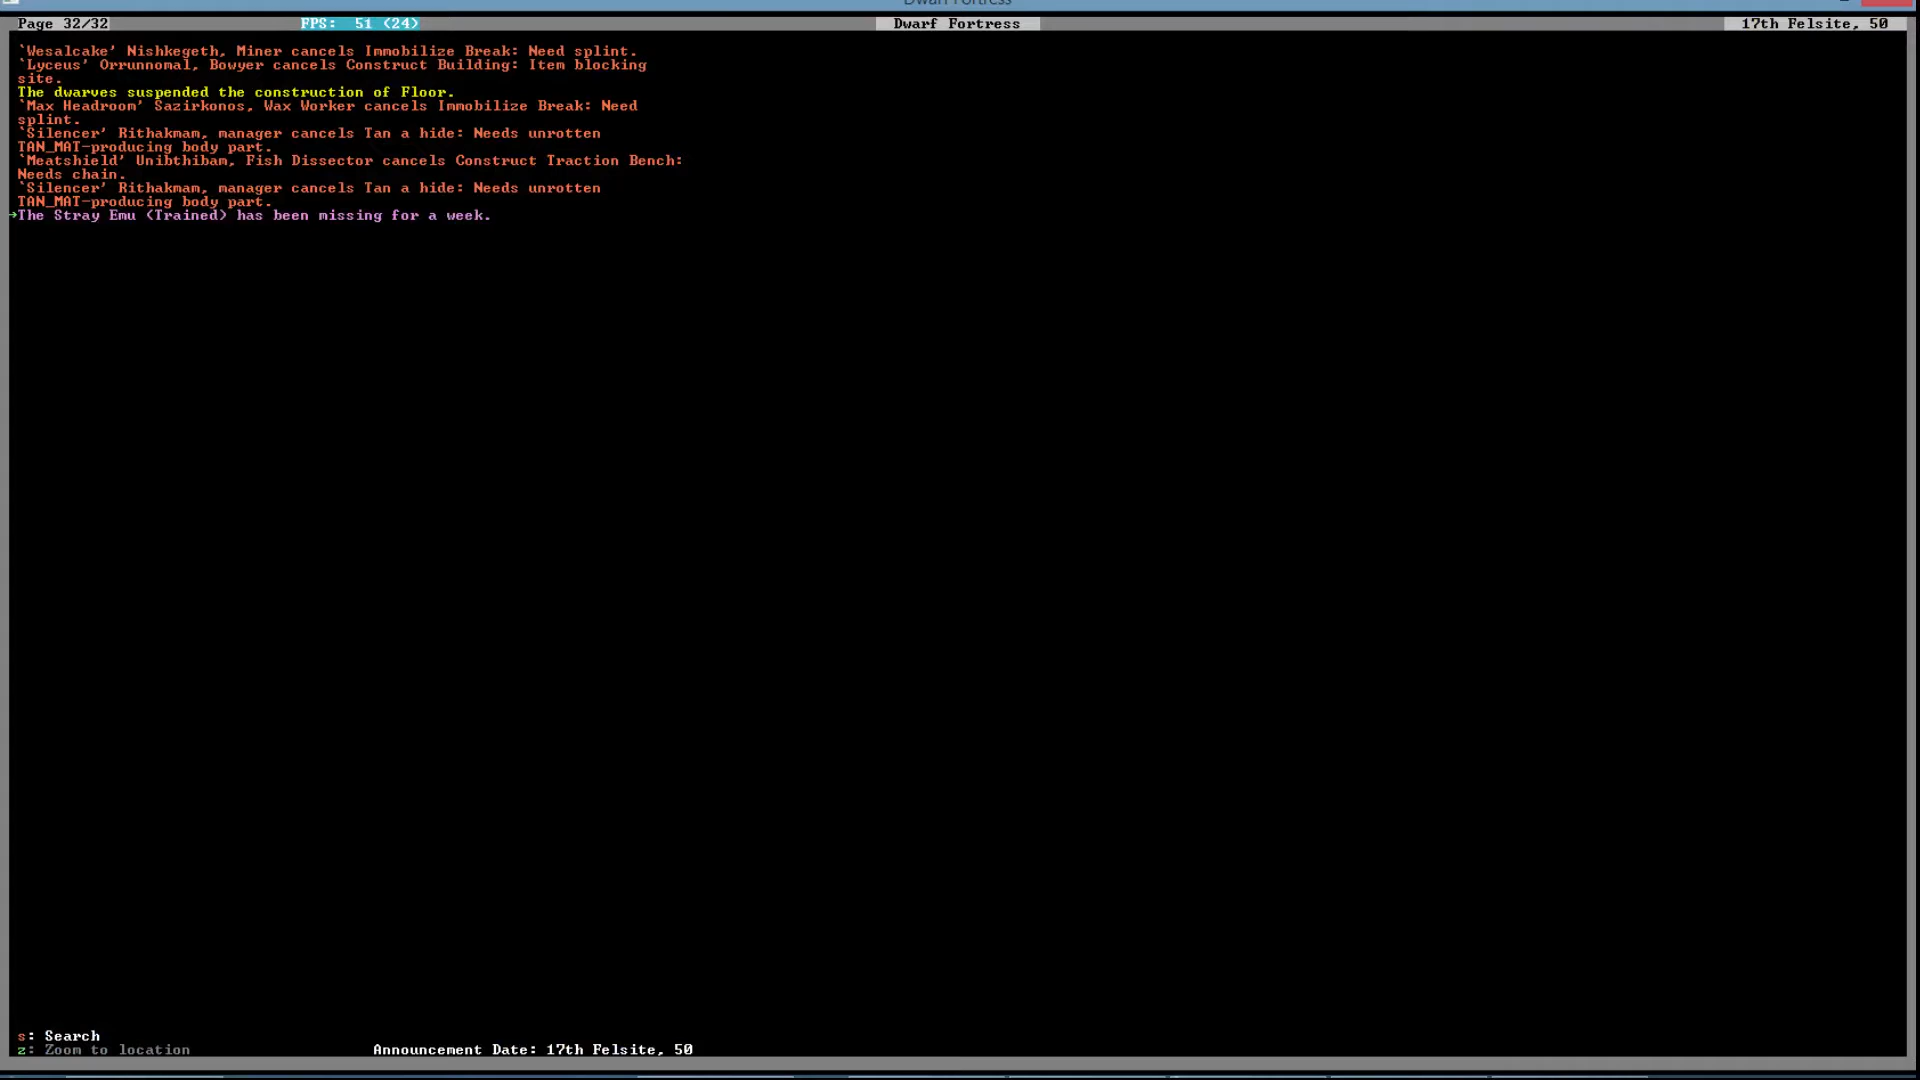 Dwarf Fortress
Page 32/32 FPS: 51 (24) Dwarf Fortress 17th Felsite, 50
`Wesalcake' Nishkegeth, Miner cancels Immobilize Break: Need splint.
`Lyceus' Orrunnomal, Bowyer cancels Construct Building: Item blocking
site.
The dwarves suspended the construction of Floor.
`Max Headroom' Sazirkonos, Wax Worker cancels Immobilize Break: Need
splint.
`Silencer' Rithakmam, manager cancels Tan a hide: Needs unrotten
TAN_MAT-producing body part.
`Meatshield' Unibthibam, Fish Dissector cancels Construct Traction Bench:
Needs chain.
`Silencer' Rithakmam, manager cancels Tan a hide: Needs unrotten
TAN_MAT-producing body part.
→The Stray Emu (Trained) has been missing for a week.
s: Search
z: Zoom to location Announcement Date: 17th Felsite, 50